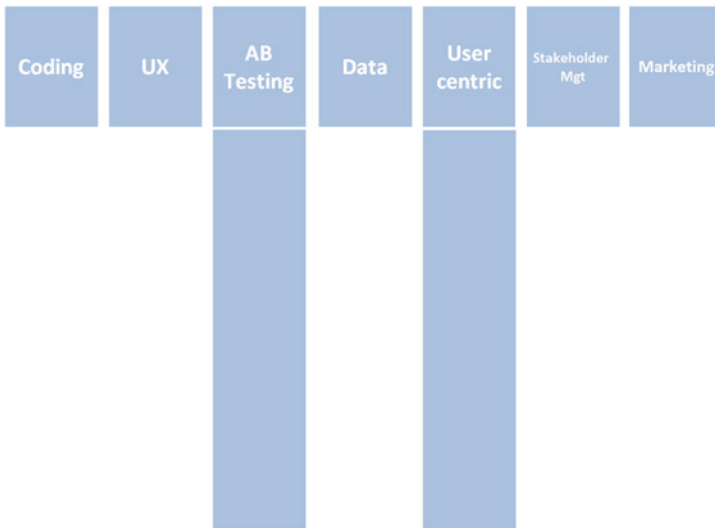 Coding
UX
AB
Testing
Data
User
centric
Stakeholder
Mgt
Marketing